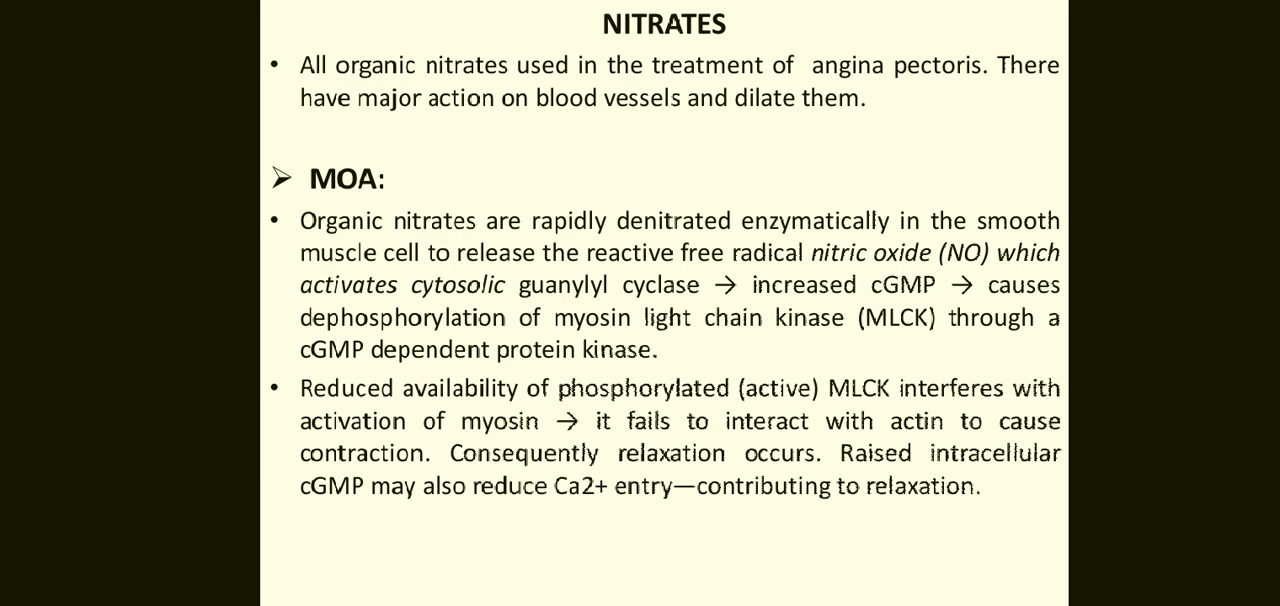 NITRATES
• All organic nitrates used in the treatment of angina pectoris. There
have major action on blood vessels and dilate them.
➢ MOA:
• Organic nitrates are rapidly denitrated enzymatically in the smooth
muscle cell to release the reactive free radical nitric oxide (NO) which
activates cytosolic guanylyl cyclase → increased cGMP → causes
dephosphorylation of myosin light chain kinase (MLCK) through a
cGMP dependent protein kinase.
• Reduced availability of phosphorylated (active) MLCK interferes with
activation of myosin → it fails to interact with actin to cause
contraction. Consequently relaxation occurs. Raised intracellular
cGMP may also reduce Ca2+ entry—contributing to relaxation.